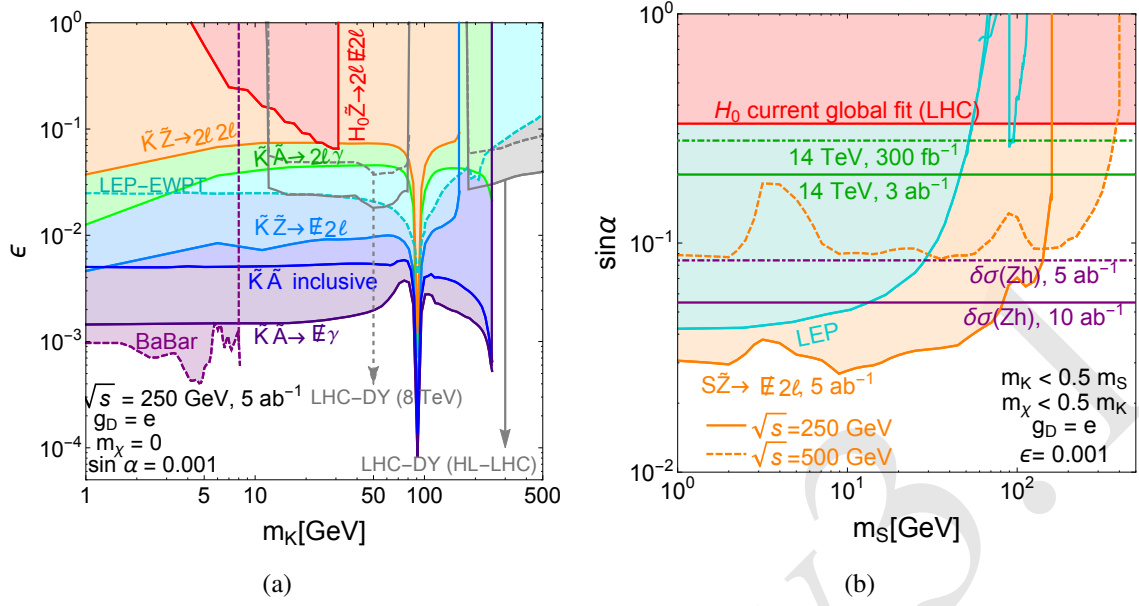 10⁰
10⁻¹
10⁻²
10⁻³
10⁻⁴
ϵ
K̃Z̃→2ℓ 2ℓ
H₀Z̃→2ℓE̸2ℓ
K̃Ã→2ℓγ
LEP-EWPT
K̃Z̃→E̸2ℓ
K̃Ã inclusive
K̃Ã→E̸γ
BaBar
√s = 250 GeV, 5 ab⁻¹
g_D = e
m_χ = 0
sin α = 0.001
LHC-DY (8 TeV)
LHC-DY (HL-LHC)
1 5 10 50 100 500
m_K[GeV]
(a)
10⁰
10⁻¹
10⁻²
sinα
H₀ current global fit (LHC)
14 TeV, 300 fb⁻¹
14 TeV, 3 ab⁻¹
δσ(Zh), 5 ab⁻¹
δσ(Zh), 10 ab⁻¹
LEP
SZ̃→ E̸ 2ℓ, 5 ab⁻¹
√s=250 GeV
√s=500 GeV
m_K < 0.5 m_S
m_χ < 0.5 m_K
g_D = e
ϵ= 0.001
10⁰ 10¹ 10²
m_S[GeV]
(b)